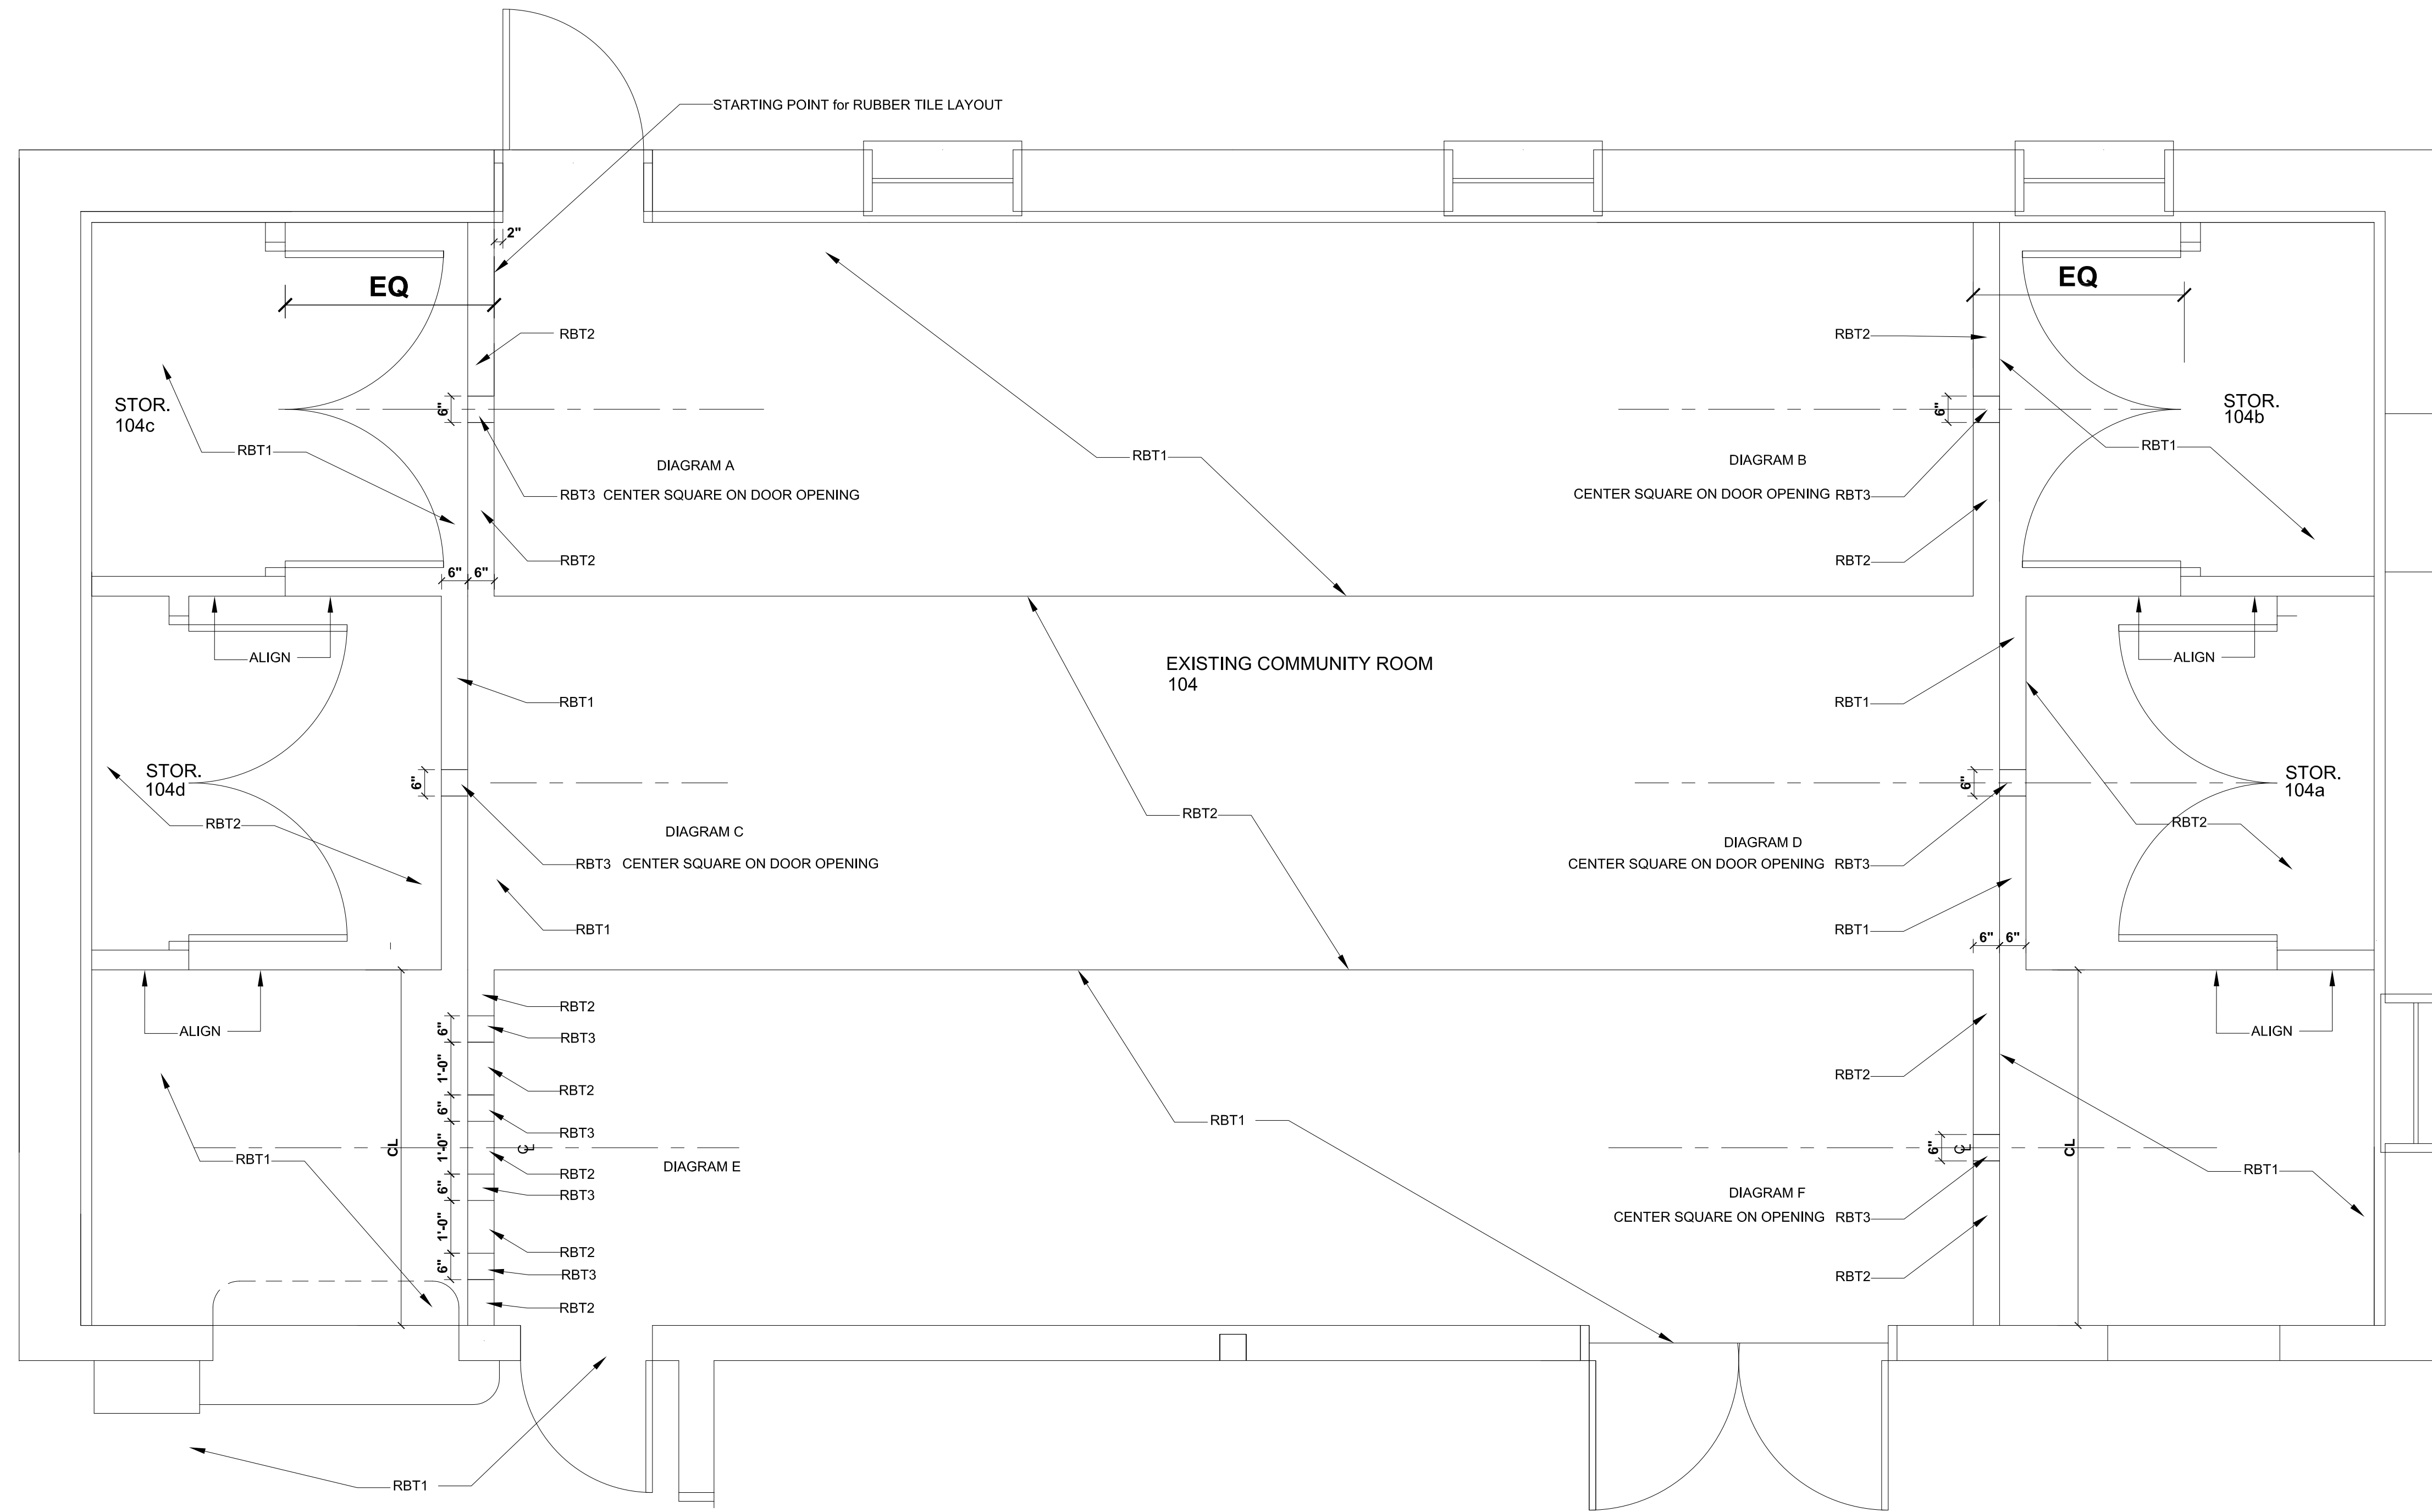 STARTING POINT for RUBBER TILE LAYOUT
2"
EQ
EQ
RBT2
RBT2
STOR.
104c
6"
6"
STOR.
104b
RBT1
RBT1
RBT1
DIAGRAM A
DIAGRAM B
RBT3 CENTER SQUARE ON DOOR OPENING
CENTER SQUARE ON DOOR OPENING RBT3
RBT2
RBT2
6" 6"
ALIGN
EXISTING COMMUNITY ROOM
104
ALIGN
RBT1
RBT1
STOR.
104d
6"
6"
STOR.
104a
RBT2
RBT2
RBT2
DIAGRAM C
DIAGRAM D
RBT3 CENTER SQUARE ON DOOR OPENING
CENTER SQUARE ON DOOR OPENING RBT3
RBT1
RBT1
6" 6"
RBT2
ALIGN
6"
RBT3
ALIGN
1'-0"
RBT2
RBT2
6"
RBT3
RBT1
CL
1'-0"
CL
RBT1
RBT2
DIAGRAM E
6"
CL
CL
RBT1
6"
RBT3
DIAGRAM F
CENTER SQUARE ON OPENING RBT3
1'-0"
RBT2
6"
RBT3
RBT2
RBT2
RBT1